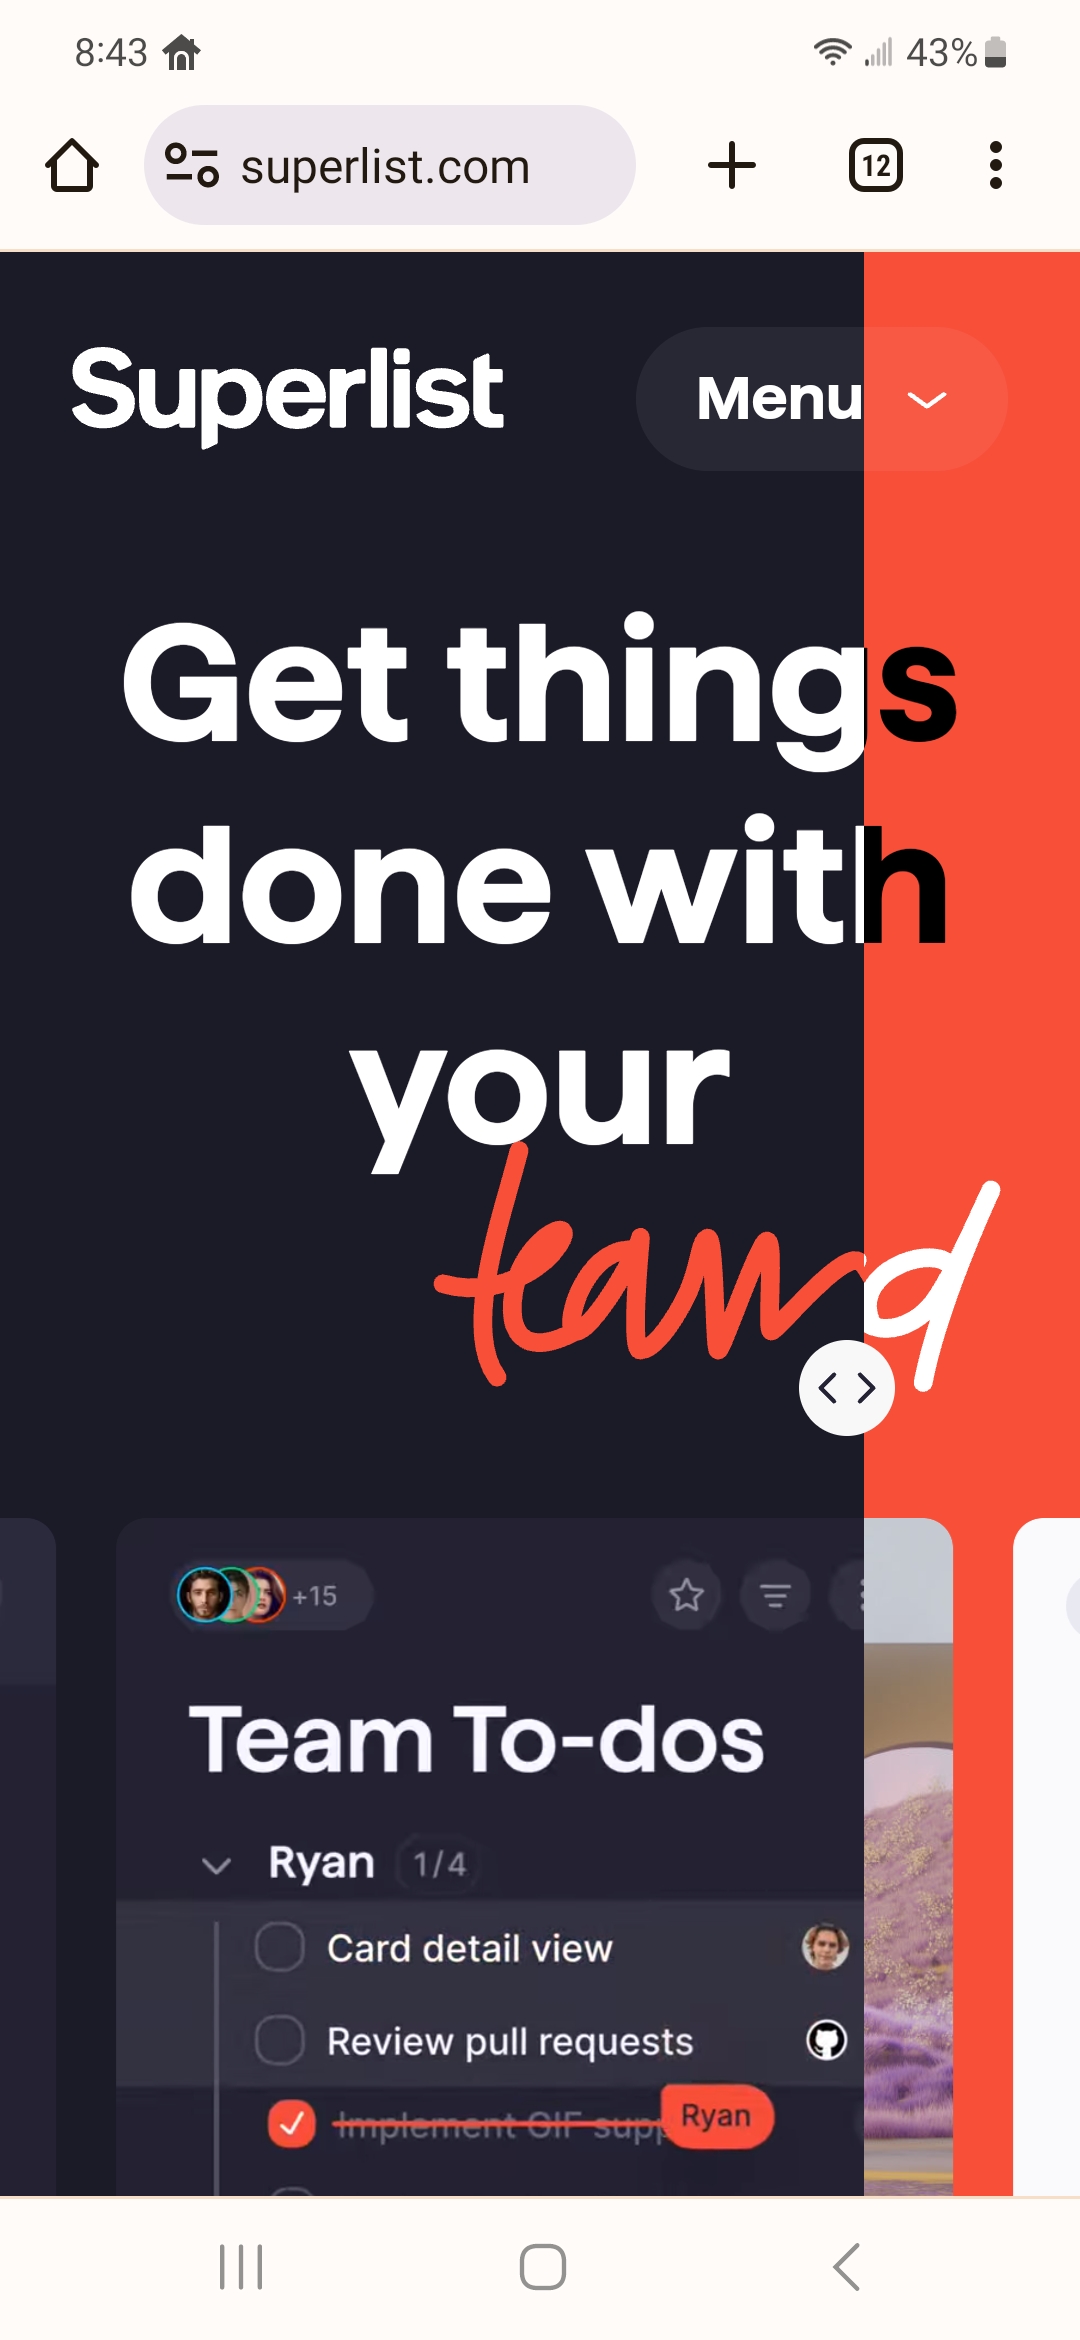 8:43
43%
superlist.com
12
Superlist
Menu
Get things
done with
your
team
+15
Team To-dos
Ryan 1/4
Card detail view
Review pull requests
Implement GIF supp
Ryan